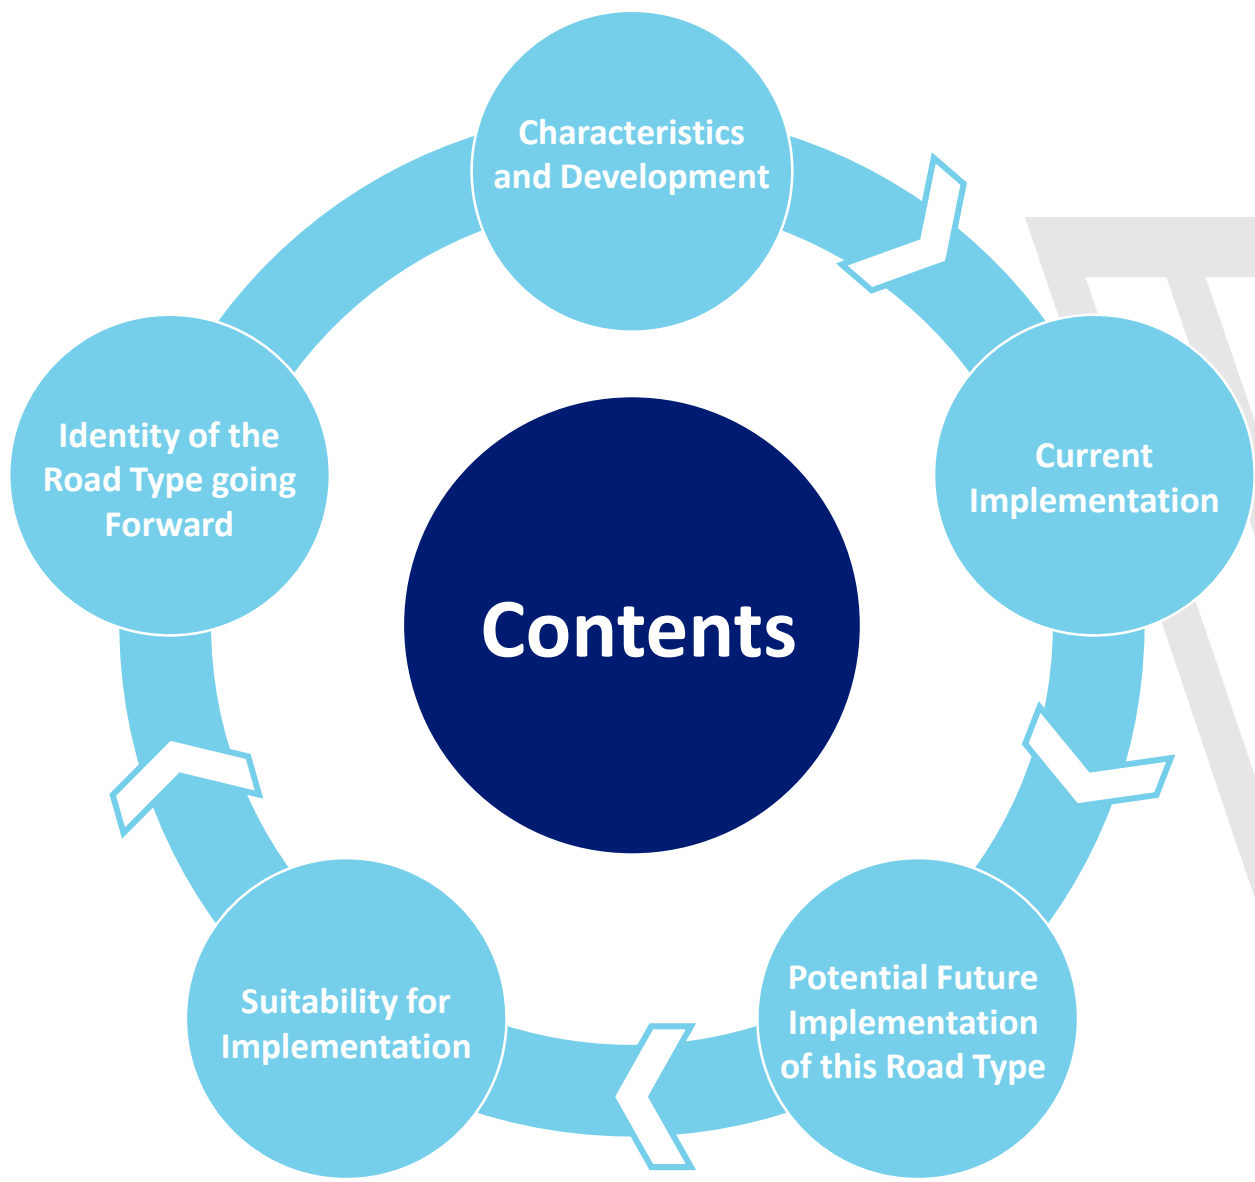 Characteristics
and Development
Current
Implementation
Potential Future
Implementation
of this Road Type
Suitability for
Implementation
Identity of the
Road Type going
Forward
Contents